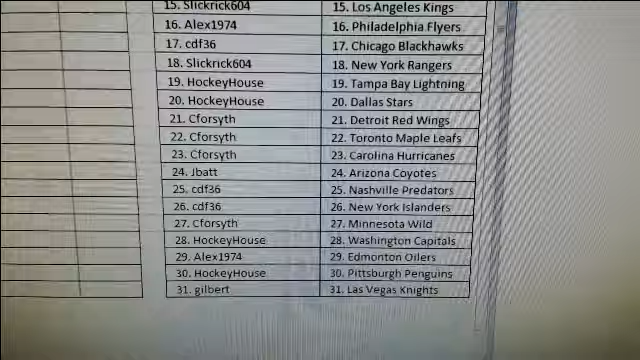 15. Slickrick604 15. Los Angeles Kings
16. Alex1974 16. Philadelphia Flyers
17. cdf36 17. Chicago Blackhawks
18. Slickrick604 18. New York Rangers
19. HockeyHouse 19. Tampa Bay Lightning
20. HockeyHouse 20. Dallas Stars
21. Cforsyth 21. Detroit Red Wings
22. Cforsyth 22. Toronto Maple Leafs
23. Cforsyth 23. Carolina Hurricanes
24. Jbatt 24. Arizona Coyotes
25. cdf36 25. Nashville Predators
26. cdf36 26. New York Islanders
27. Cforsyth 27. Minnesota Wild
28. HockeyHouse 28. Washington Capitals
29. Alex1974 29. Edmonton Oilers
30. HockeyHouse 30. Pittsburgh Penguins
31. gilbert 31. Las Vegas Knights